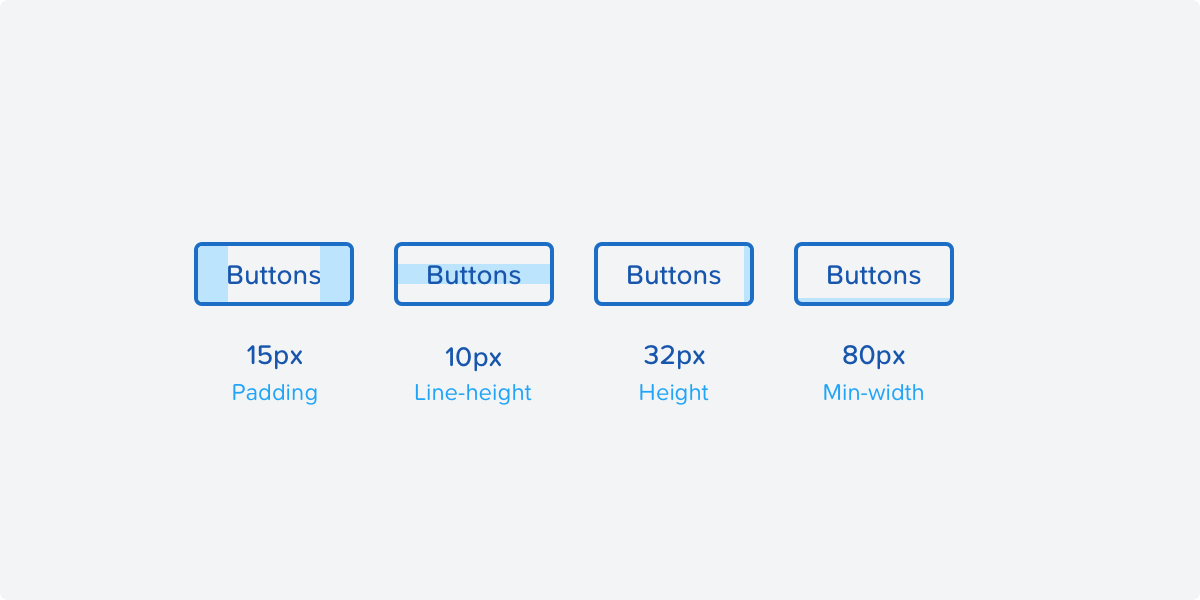 Buttons Buttons Buttons Buttons
15px 10px 32px 80px
Padding Line-height Height Min-width